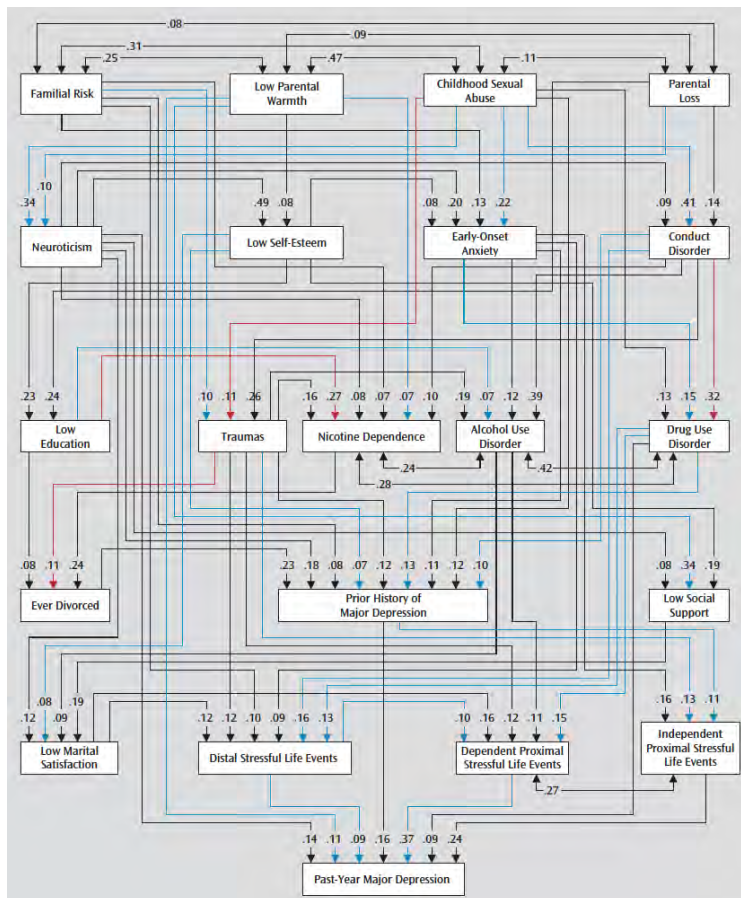 .08
.09
.31
.25 .47 .11
Familial Risk
Low Parental
Warmth
Childhood Sexual
Abuse
Parental
Loss
.10
.34 .49 .08 .08 .20 .13 .22 .09 .41 .14
Neuroticism
Low Self-Esteem
Early-Onset
Anxiety
Conduct
Disorder
.23 .24 .10 .11 .26 .16 .27 .08 .07 .07 .10 .19 .07 .12 .39 .13 .15 .32
Low
Education
Traumas
Nicotine Dependence
Alcohol Use
Disorder
Drug Use
Disorder
.24 .42
.28
.08 .11 .24 .23 .18 .08 .07 .12 .13 .11 .12 .10 .08 .34 .19
Ever Divorced
Prior History of
Major Depression
Low Social
Support
.08 .19
.12 .09 .12 .12 .10 .09 .16 .13 .10 .16 .12 .11 .15 .16 .13 .11
Low Marital
Satisfaction
Distal Stressful Life Events
Dependent Proximal
Stressful Life Events
Independent
Proximal Stressful
Life Events
.27
.14 .11 .09 .16 .37 .09 .24
Past-Year Major Depression